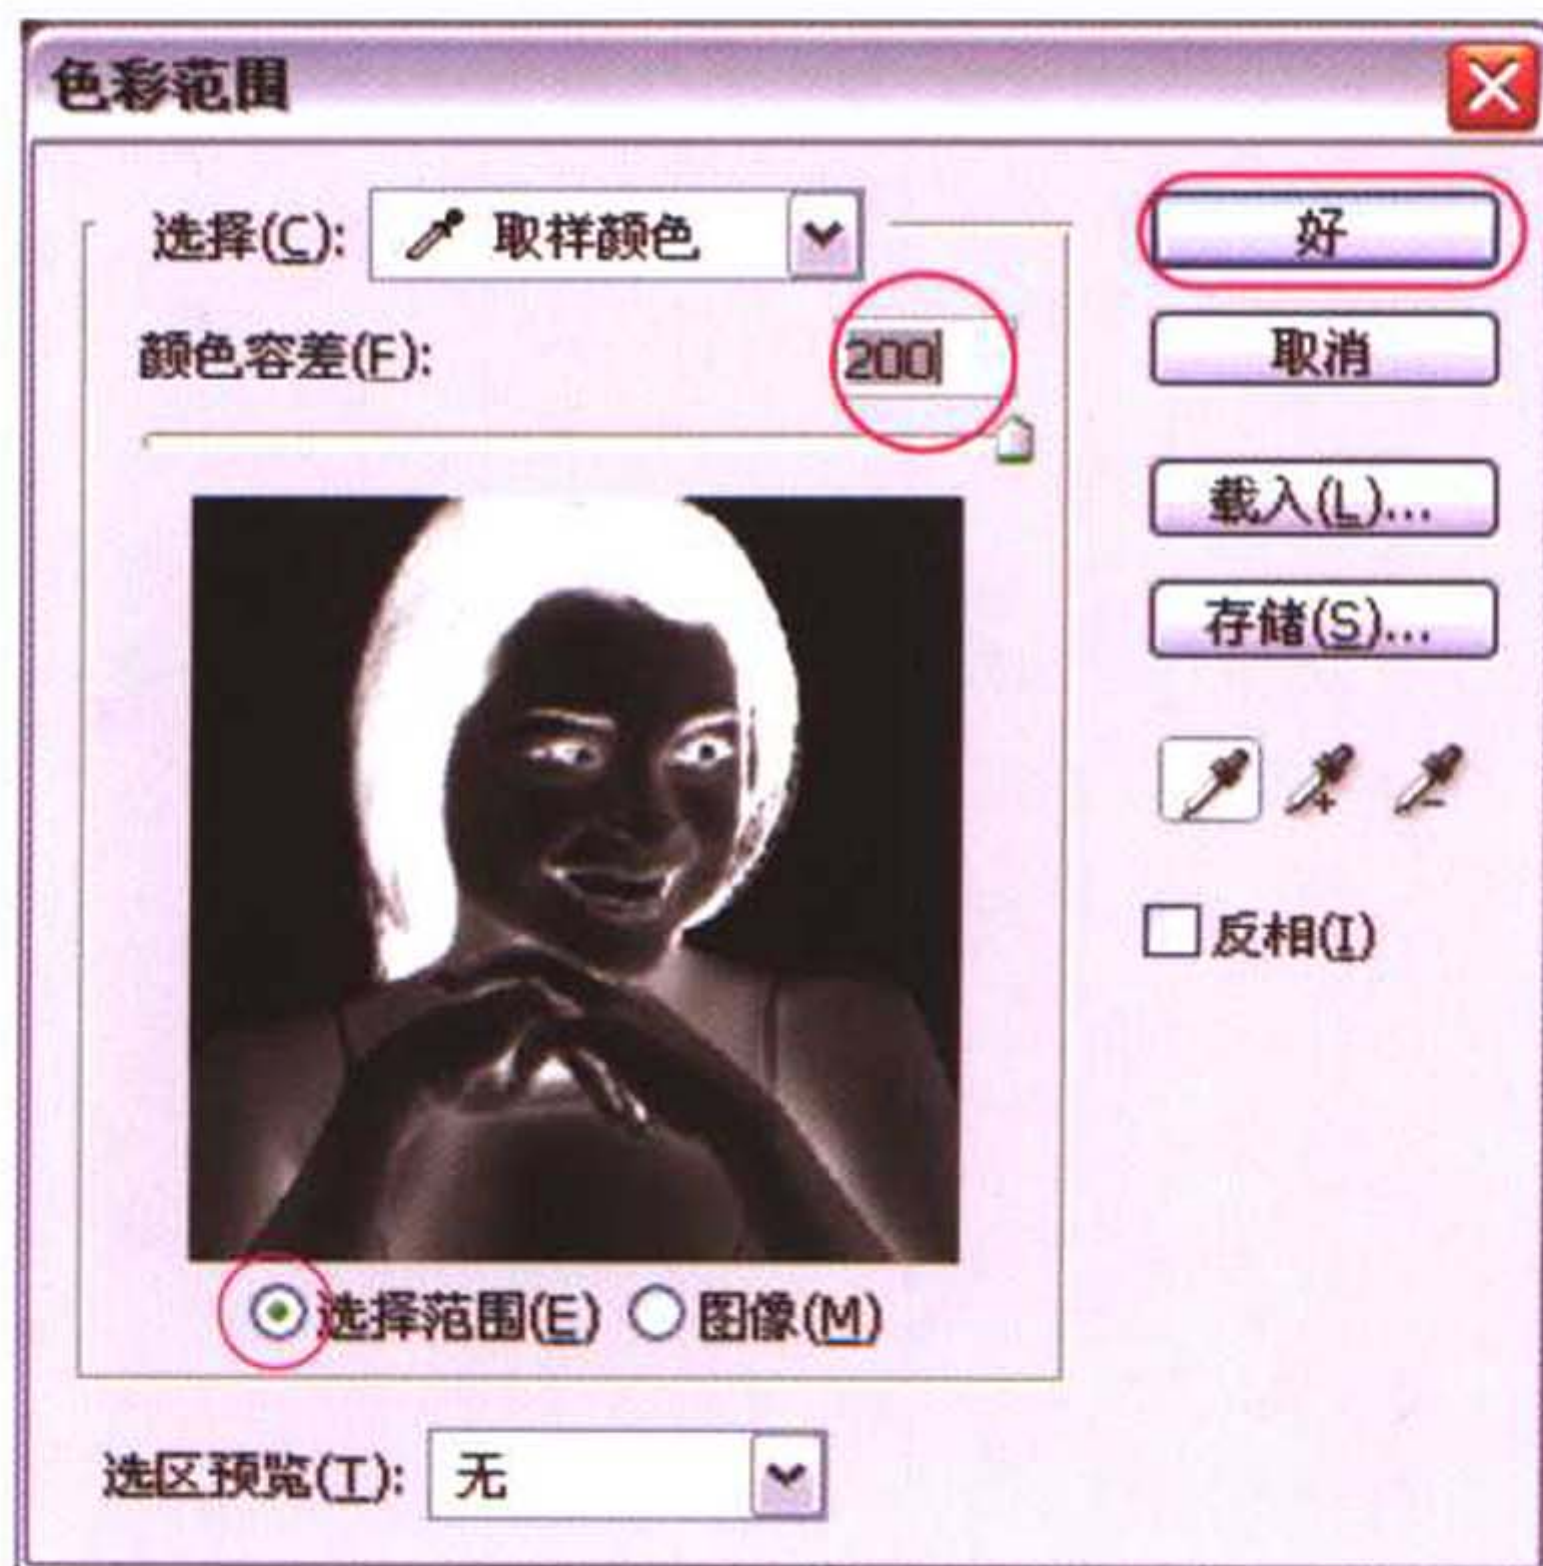 色彩范围
选择(C): 取样颜色
好
颜色容差(F): 200
取消
载入(L)...
存储(S)...
反相(I)
选择范围(E) 图像(M)
选区预览(T): 无